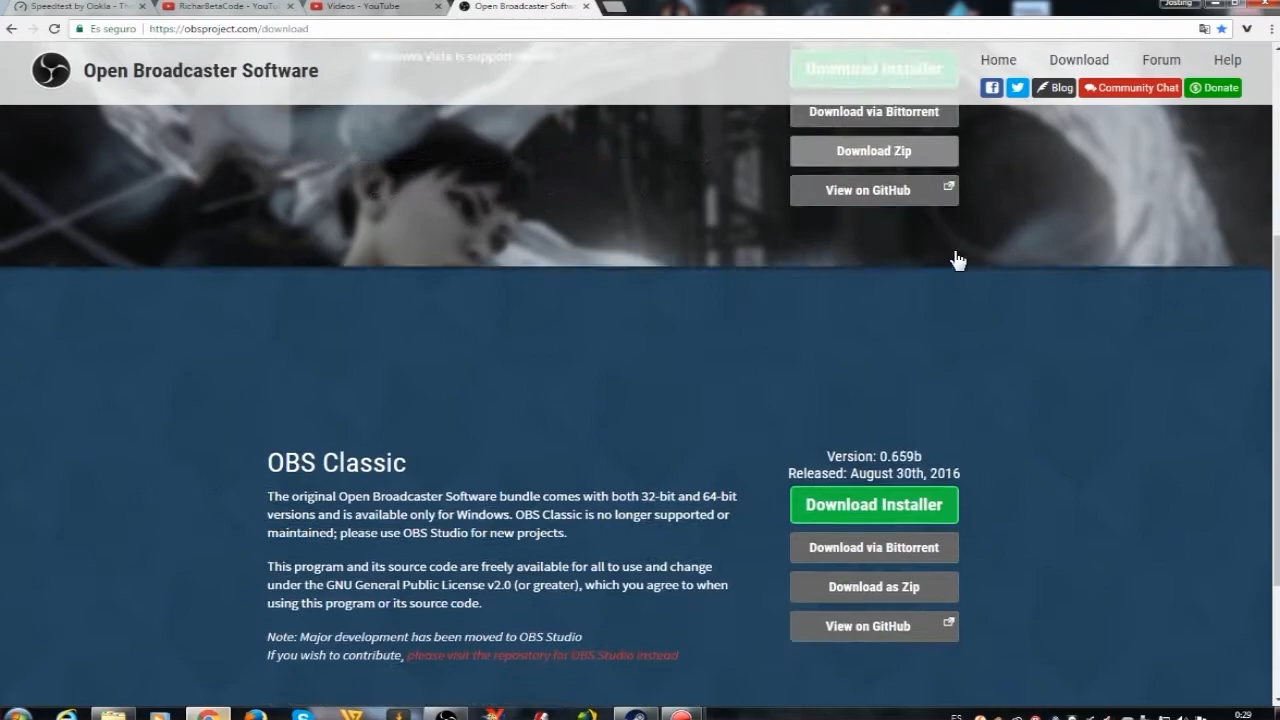 Speedtest by Ookla - Th
RicharBetaCode - YouTu
Videos - YouTube
Open Broadcaster Softw
Josting
Es seguro
https://obsproject.com/download
Open Broadcaster Software
Home
Download
Forum
Help
Blog
Community Chat
Donate
Download Installer
Download via Bittorrent
Download Zip
View on GitHub
OBS Classic
The original Open Broadcaster Software bundle comes with both 32-bit and 64-bit
versions and is available only for Windows. OBS Classic is no longer supported or
maintained; please use OBS Studio for new projects.
This program and its source code are freely available for all to use and change
under the GNU General Public License v2.0 (or greater), which you agree to when
using this program or its source code.
Note: Major development has been moved to OBS Studio
If you wish to contribute, please visit the repository for OBS Studio instead
Version: 0.659b
Released: August 30th, 2016
Download Installer
Download via Bittorrent
Download as Zip
View on GitHub
ES
0:29